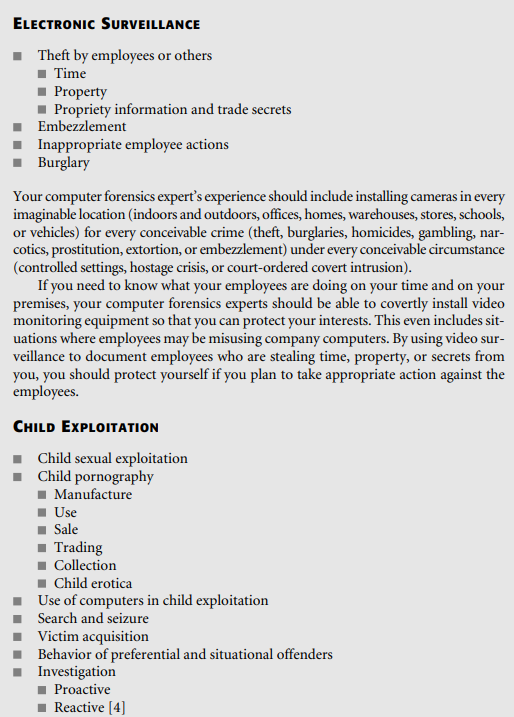 ELECTRONIC SURVEILLANCE
■ Theft by employees or others
■ Time
■ Property
■ Propriety information and trade secrets
■ Embezzlement
■ Inappropriate employee actions
■ Burglary
Your computer forensics expert's experience should include installing cameras in every
imaginable location (indoors and outdoors, offices, homes, warehouses, stores, schools,
or vehicles) for every conceivable crime (theft, burglaries, homicides, gambling, nar-
cotics, prostitution, extortion, or embezzlement) under every conceivable circumstance
(controlled settings, hostage crisis, or court-ordered covert intrusion).
If you need to know what your employees are doing on your time and on your
premises, your computer forensics experts should be able to covertly install video
monitoring equipment so that you can protect your interests. This even includes sit-
uations where employees may be misusing company computers. By using video sur-
veillance to document employees who are stealing time, property, or secrets from
you, you should protect yourself if you plan to take appropriate action against the
employees.
CHILD EXPLOITATION
■ Child sexual exploitation
■ Child pornography
■ Manufacture
■ Use
■ Sale
■ Trading
■ Collection
■ Child erotica
■ Use of computers in child exploitation
■ Search and seizure
■ Victim acquisition
■ Behavior of preferential and situational offenders
■ Investigation
■ Proactive
■ Reactive [4]